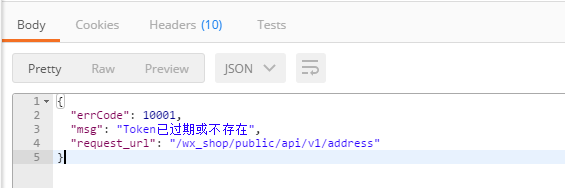 Body Cookies Headers (10) Tests
Pretty Raw Preview JSON
1 {
2 "errCode": 10001,
3 "msg": "Token已过期或不存在",
4 "request_url": "/wx_shop/public/api/v1/address"
5 }